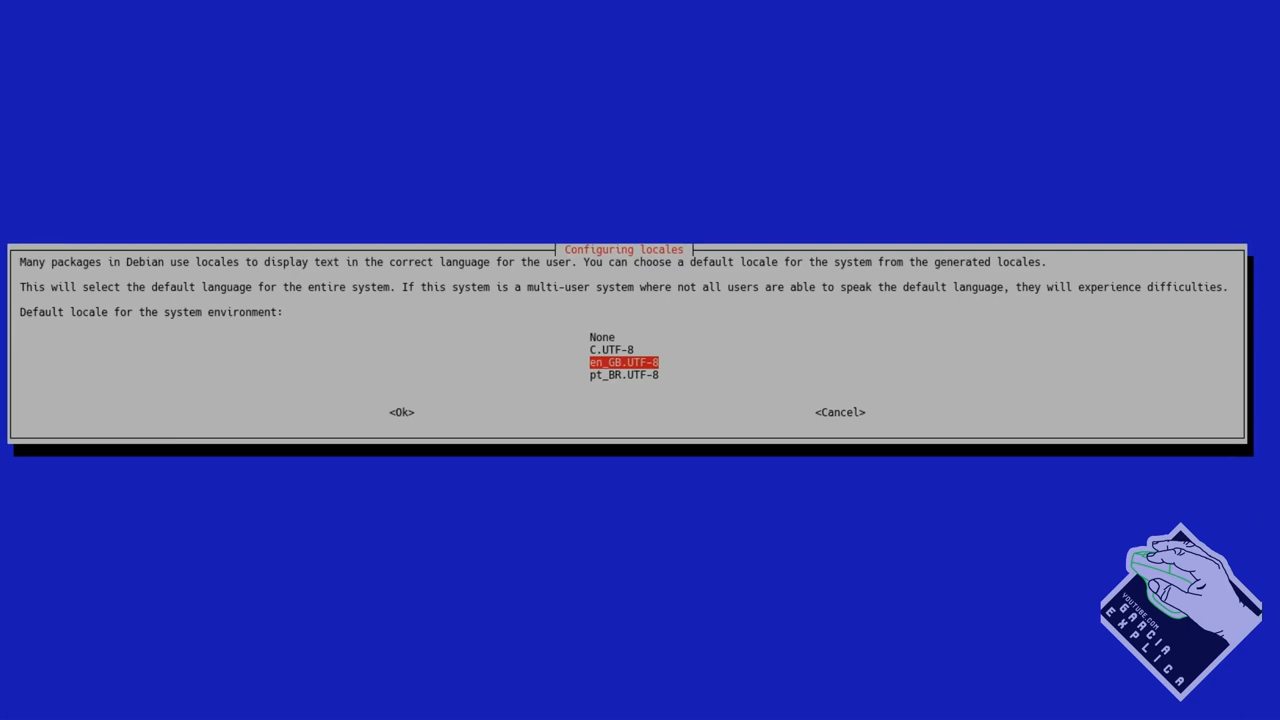 Configuring locales
Many packages in Debian use locales to display text in the correct language for the user. You can choose a default locale for the system from the generated locales.
This will select the default language for the entire system. If this system is a multi-user system where not all users are able to speak the default language, they will experience difficulties.
Default locale for the system environment:
None
C.UTF-8
en_GB.UTF-8
pt_BR.UTF-8
<Ok> <Cancel>
YOUTUBE.COM
GARCIA
EXPLICA